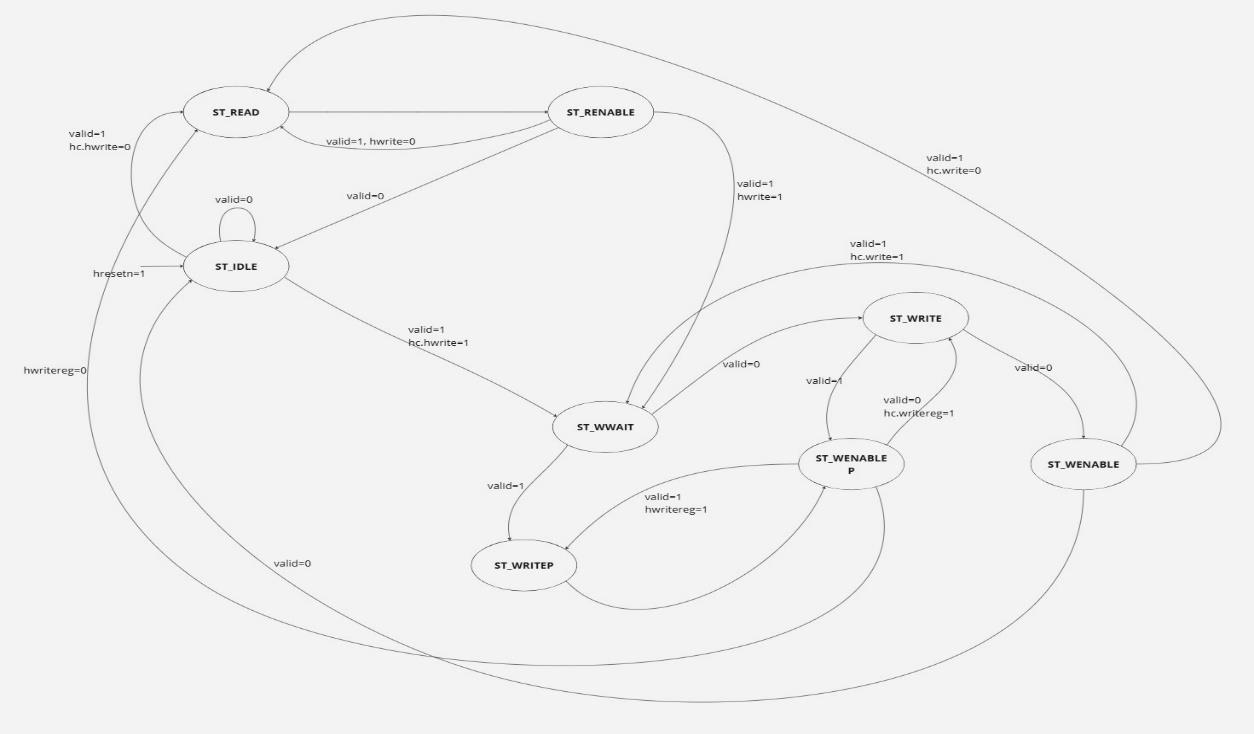 ST_READ
ST_RENABLE
valid=1
hc.hwrite=0
valid=1, hwrite=0
valid=1
hc.write=0
valid=0
valid=1
hwrite=1
valid=0
valid=1
hc.write=1
ST_IDLE
hresetn=1
ST_WRITE
valid=1
hc.hwrite=1
valid=0
valid=0
hwritereg=0
valid=1
valid=0
hc.writereg=1
ST_WWAIT
ST_WENABLE
P
ST_WENABLE
valid=1
valid=1
hwritereg=1
valid=0
ST_WRITEP